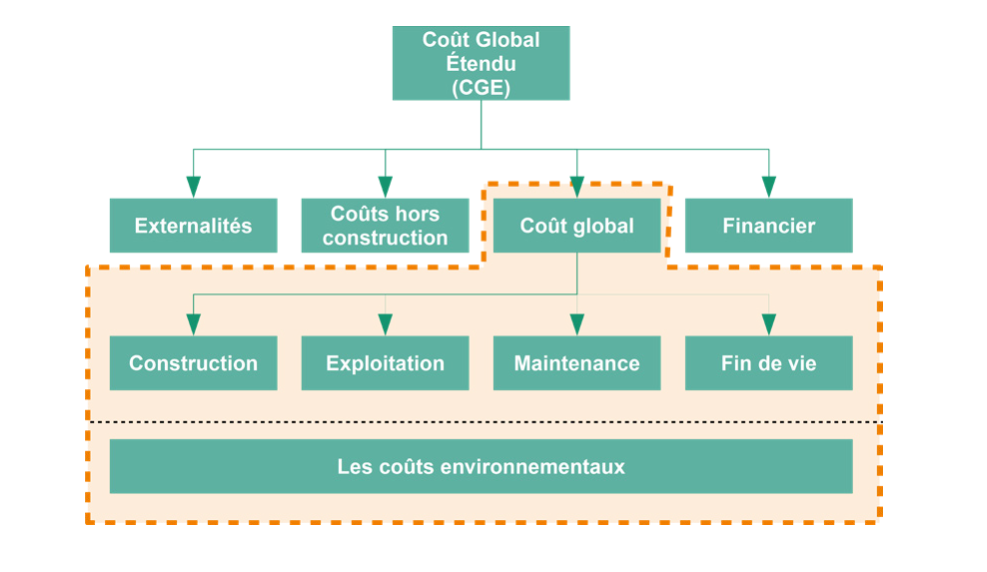 Coût Global
Étendu
(CGE)
Externalités
Coûts hors
construction
Coût global
Financier
Construction
Exploitation
Maintenance
Fin de vie
Les coûts environnementaux